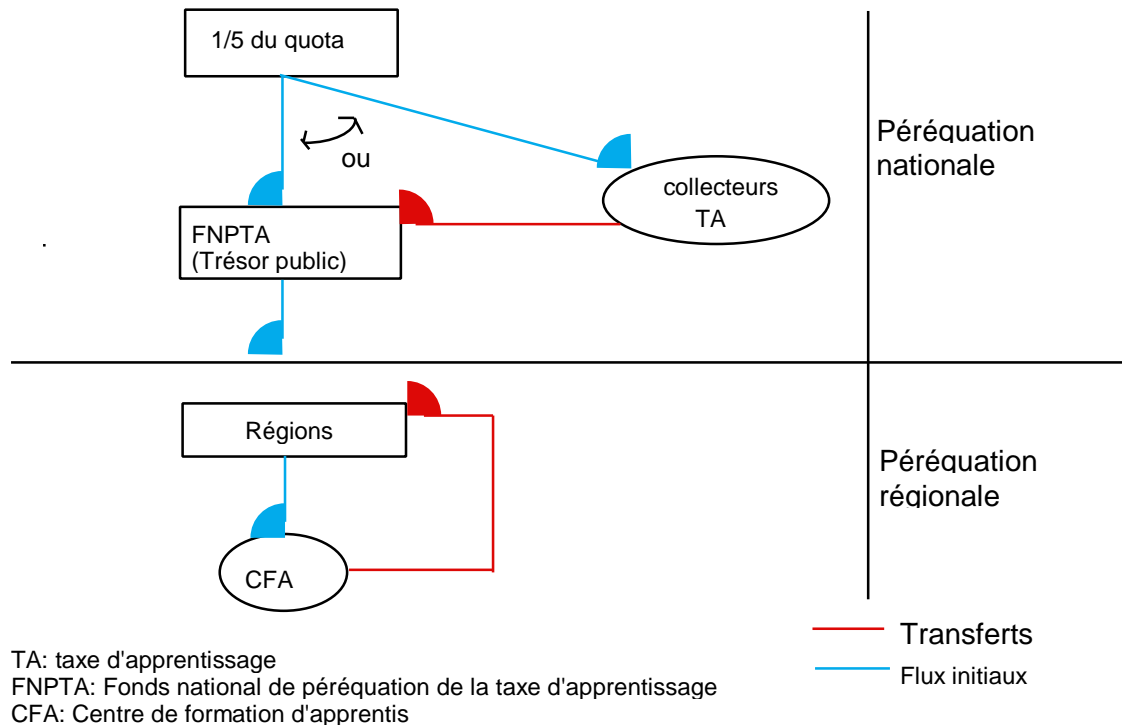 1/5 du quota
ou
Péréquation
nationale
collecteurs
TA
FNPTA
(Trésor public)
Régions
Péréquation
régionale
CFA
Transferts
Flux initiaux
TA: taxe d'apprentissage
FNPTA: Fonds national de péréquation de la taxe d'apprentissage
CFA: Centre de formation d'apprentis